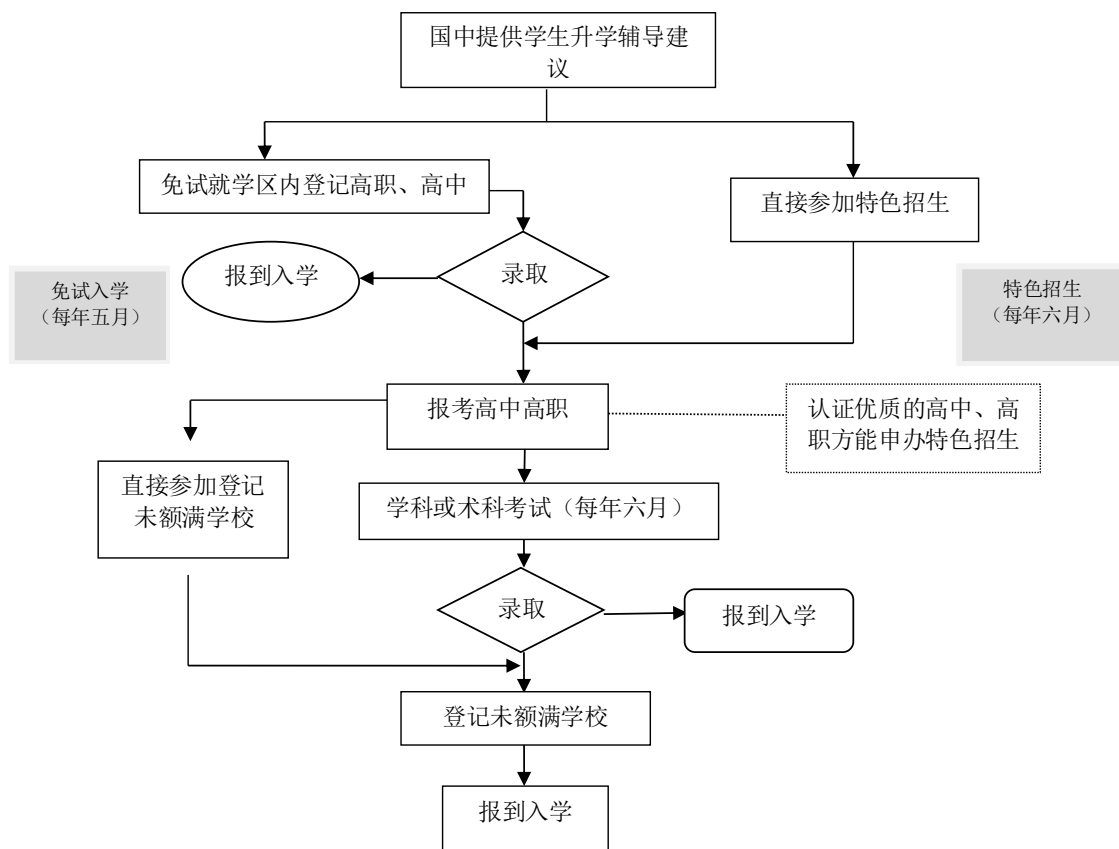 国中提供学生升学辅导建
议
免试就学区内登记高职、高中
直接参加特色招生
报到入学
录取
免试入学
（每年五月）
特色招生
（每年六月）
报考高中高职
认证优质的高中、高
职方能申办特色招生
直接参加登记
未额满学校
学科或术科考试（每年六月）
录取
报到入学
登记未额满学校
报到入学